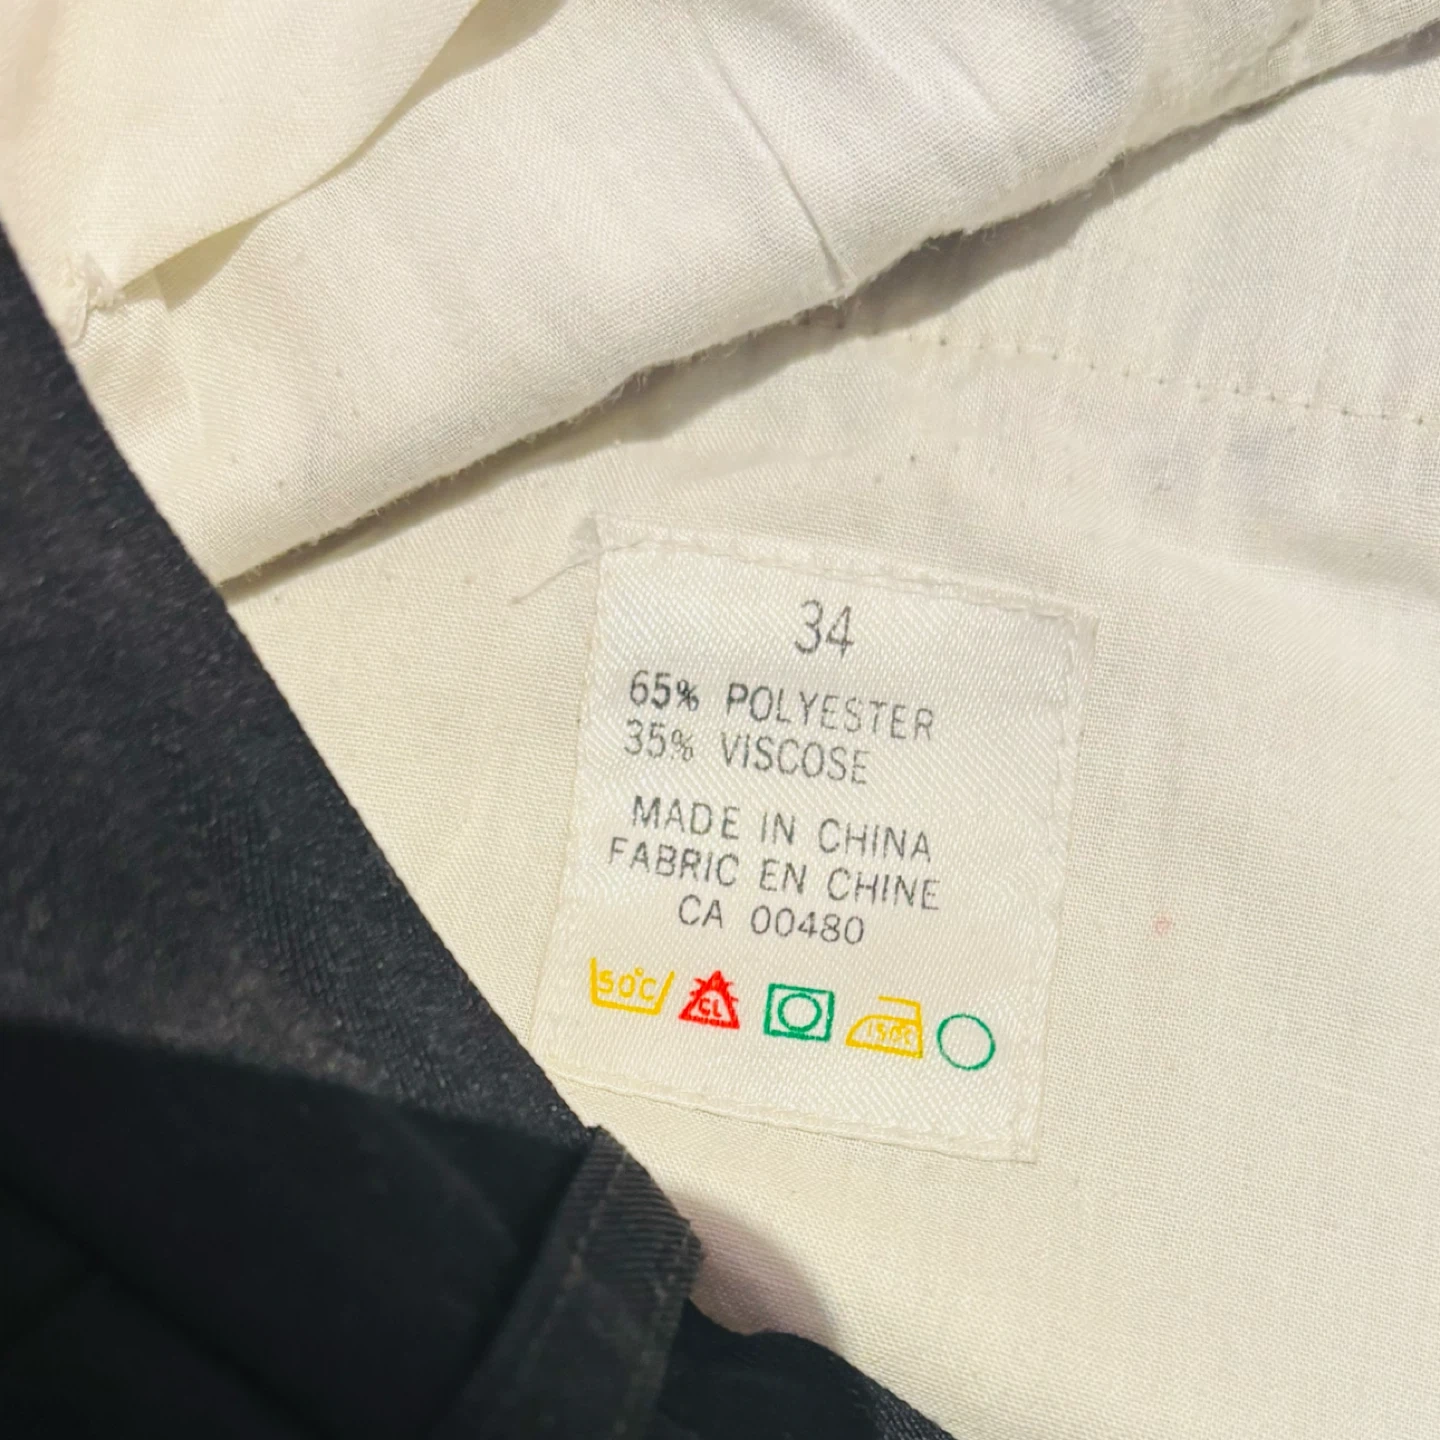 34
65% POLYESTER
35% VISCOSE
MADE IN CHINA
FABRIC EN CHINE
CA 00480
50°C CL 150°C